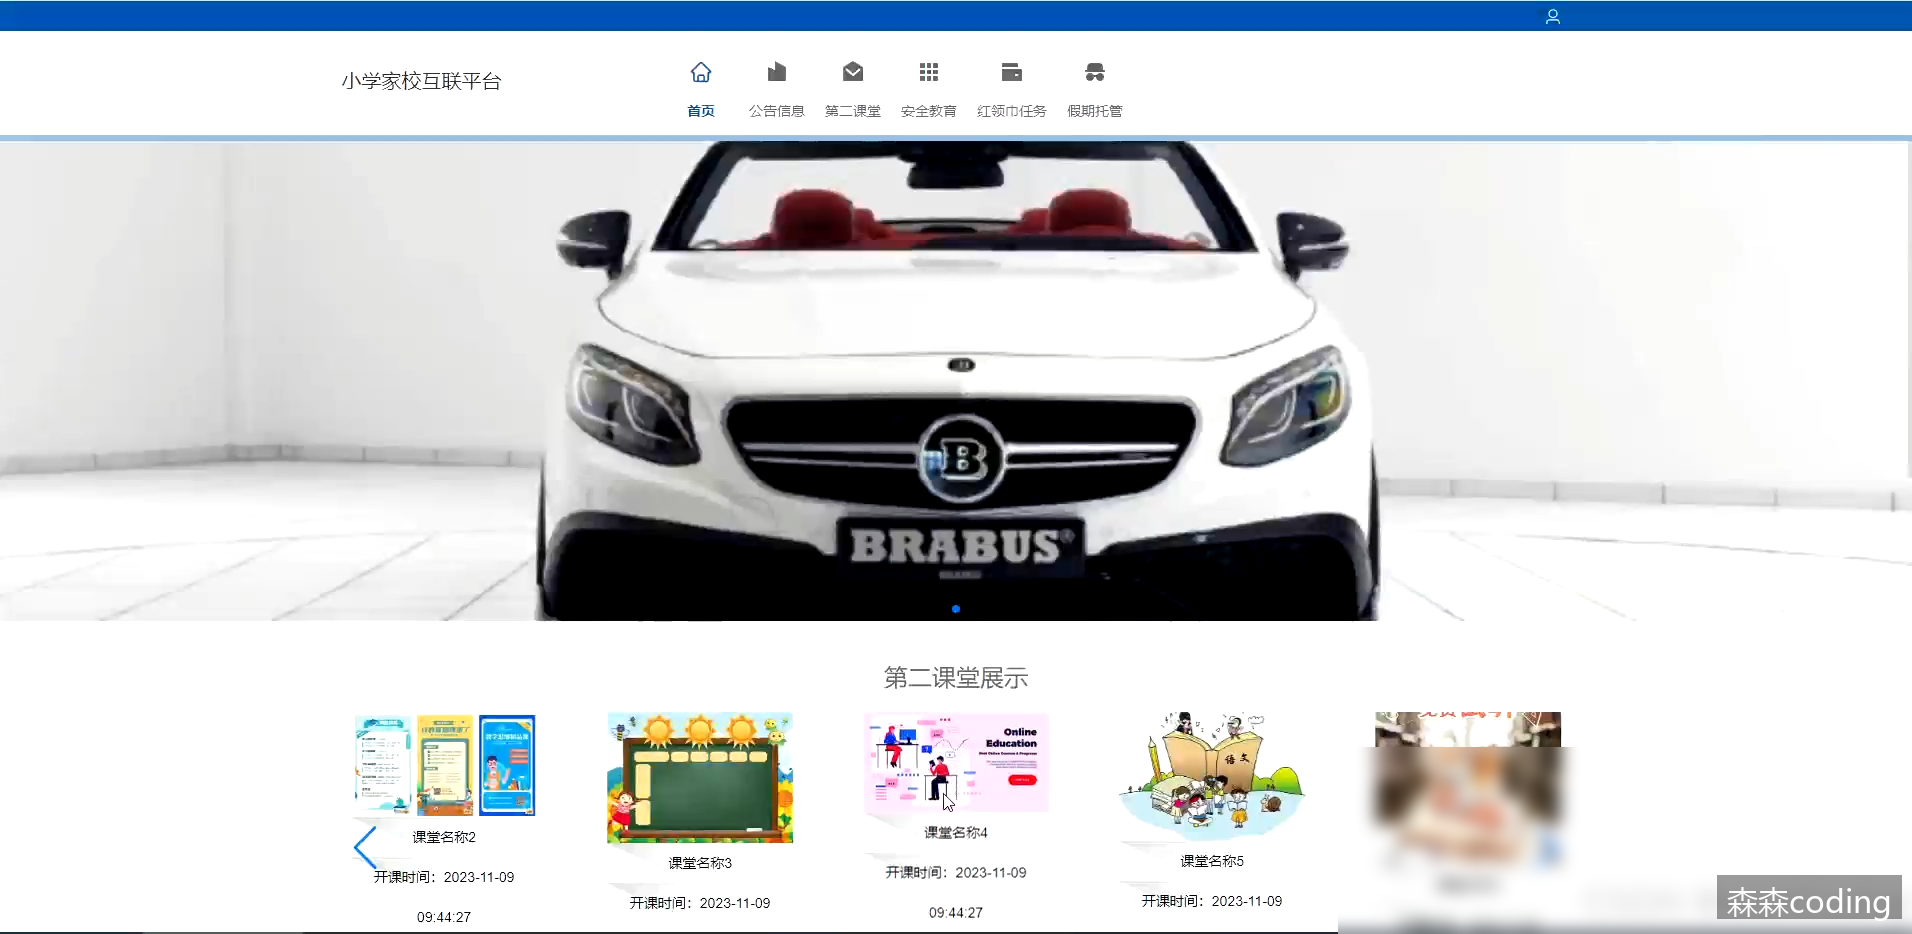 小学家校互联平台
首页
公告信息
第二课堂
安全教育
红领巾任务
假期托管
B
BRABUS®
第二课堂展示
Online
Education
语文
课堂名称2
开课时间：2023-11-09
09:44:27
课堂名称3
开课时间：2023-11-09
课堂名称4
开课时间：2023-11-09
09:44:27
课堂名称5
开课时间：2023-11-09
森森coding